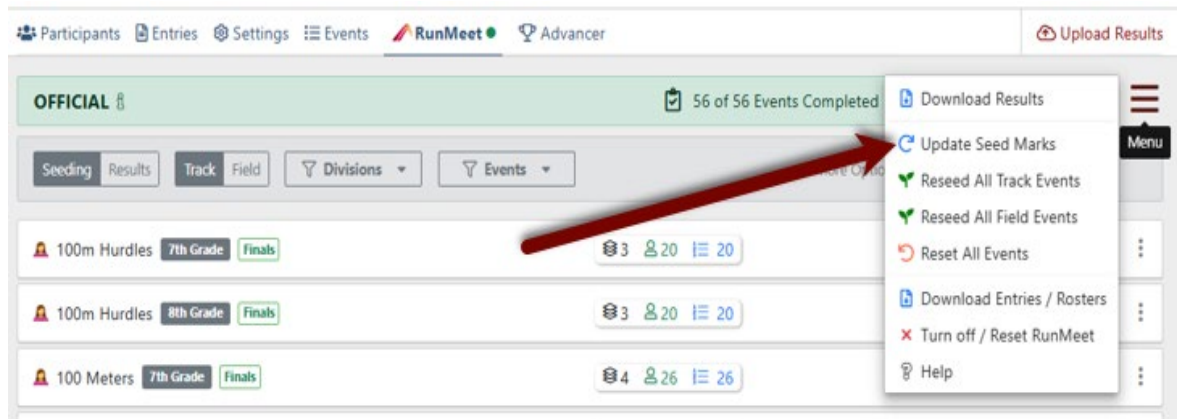 Participants Entries Settings Events RunMeet Advancer Upload Results
OFFICIAL 56 of 56 Events Completed
Menu
Download Results
Update Seed Marks
Reseed All Track Events
Reseed All Field Events
Reset All Events
Download Entries / Rosters
Turn off / Reset RunMeet
Help
Seeding Results Track Field Divisions Events
100m Hurdles 7th Grade Finals 3 20 20
100m Hurdles 8th Grade Finals 3 20 20
100 Meters 7th Grade Finals 4 26 26